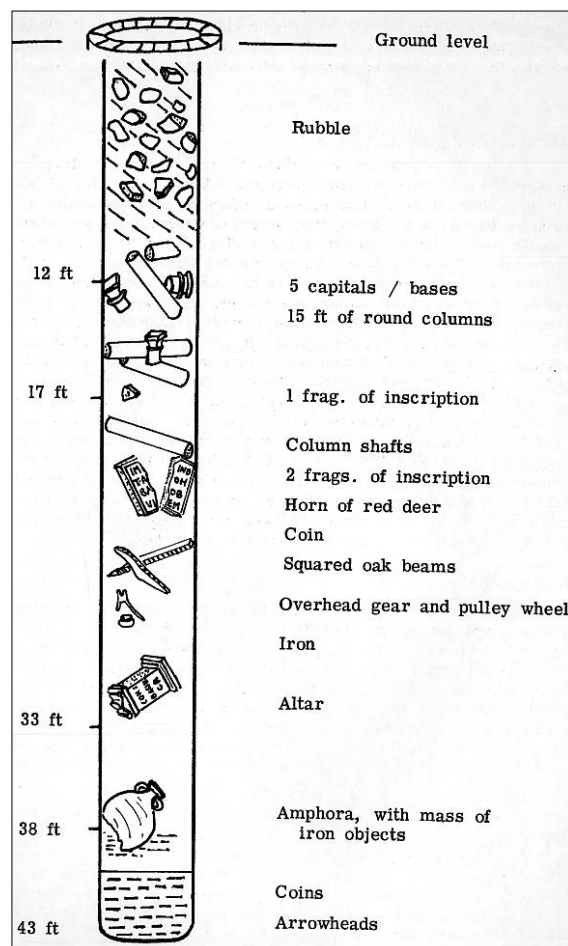 Ground level
Rubble
12 ft
5 capitals / bases
15 ft of round columns
17 ft
1 frag. of inscription
Column shafts
2 frags. of inscription
Horn of red deer
Coin
Squared oak beams
Overhead gear and pulley wheel
Iron
Altar
33 ft
Amphora, with mass of
38 ft
iron objects
Coins
43 ft
Arrowheads